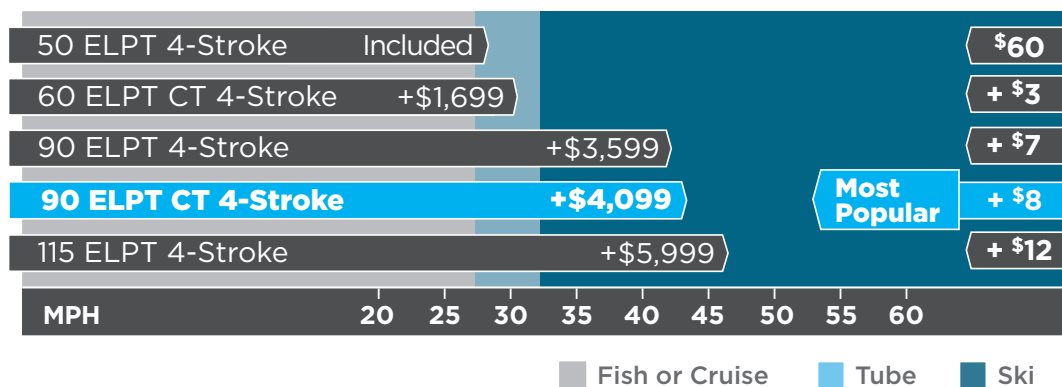 50 ELPT 4-Stroke Included $60
60 ELPT CT 4-Stroke +$1,699 + $3
90 ELPT 4-Stroke +$3,599 + $7
90 ELPT CT 4-Stroke +$4,099 Most Popular + $8
115 ELPT 4-Stroke +$5,999 + $12
MPH 20 25 30 35 40 45 50 55 60
Fish or Cruise Tube Ski